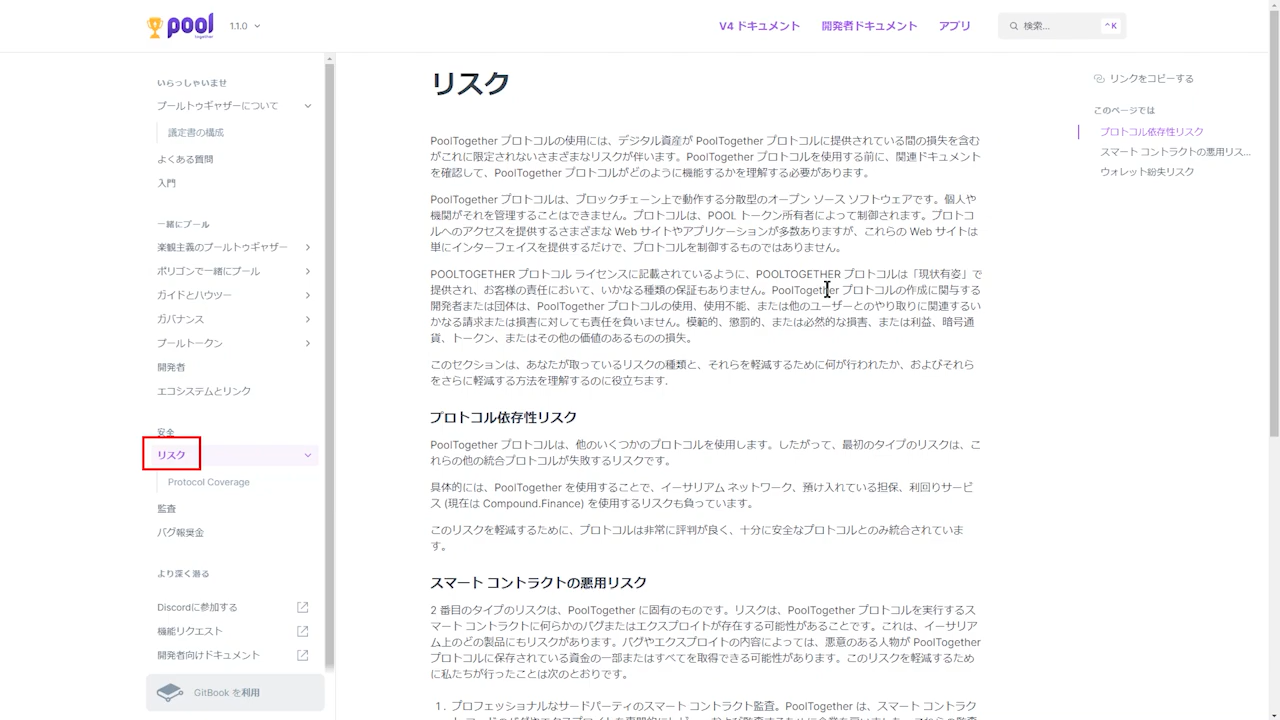 pool
together
1.1.0
V4 ドキュメント
開発者ドキュメント
アプリ
検索...
^K
いらっしゃいませ
プールトゥギャザーについて
議定書の構成
よくある質問
入門
一緒にプール
楽観主義のプールトゥギャザー
ポリゴンで一緒にプール
ガイドとハウツー
ガバナンス
プールトークン
開発者
エコシステムとリンク
安全
リスク
Protocol Coverage
監査
バグ報奨金
より深く潜る
Discordに参加する
機能リクエスト
開発者向けドキュメント
GitBook を利用
リスク
PoolTogether プロトコルの使用には、デジタル資産が PoolTogether プロトコルに提供されている間の損失を含む
がこれに限定されないさまざまなリスクが伴います。PoolTogether プロトコルを使用する前に、関連ドキュメント
を確認して、PoolTogether プロトコルがどのように機能するかを理解する必要があります。
PoolTogether プロトコルは、ブロックチェーン上で動作する分散型のオープン ソース ソフトウェアです。個人や
機関がそれを管理することはできません。プロトコルは、POOL トークン所有者によって制御されます。プロトコ
ルへのアクセスを提供するさまざまな Web サイトやアプリケーションが多数ありますが、これらの Web サイトは
単にインターフェイスを提供するだけで、プロトコルを制御するものではありません。
POOLTOGETHER プロトコル ライセンスに記載されているように、POOLTOGETHER プロトコルは「現状有姿」で
提供され、お客様の責任において、いかなる種類の保証もありません。PoolTogether プロトコルの作成に関与する
開発者または団体は、PoolTogether プロトコルの使用、使用不能、または他のユーザーとのやり取りに関連するい
かなる請求または損害に対しても責任を負いません。模範的、懲罰的、または必然的な損害、または利益、暗号通
貨、トークン、またはその他の価値のあるものの損失。
このセクションは、あなたが取っているリスクの種類と、それらを軽減するために何が行われたか、およびそれら
をさらに軽減する方法を理解するのに役立ちます.
プロトコル依存性リスク
PoolTogether プロトコルは、他のいくつかのプロトコルを使用します。したがって、最初のタイプのリスクは、こ
れらの他の統合プロトコルが失敗するリスクです。
具体的には、PoolTogether を使用することで、イーサリアム ネットワーク、預け入れている担保、利回りサービ
ス (現在は Compound.Finance) を使用するリスクも負っています。
このリスクを軽減するために、プロトコルは非常に評判が良く、十分に安全なプロトコルとのみ統合されていま
す。
スマート コントラクトの悪用リスク
2 番目のタイプのリスクは、PoolTogether に固有のものです。リスクは、PoolTogether プロトコルを実行するス
マート コントラクトに何らかのバグまたはエクスプロイトが存在する可能性があることです。これは、イーサリア
ム上のどの製品にもリスクがあります。バグやエクスプロイトの内容によっては、悪意のある人物が PoolTogether
プロトコルに保存されている資金の一部またはすべてを取得できる可能性があります。このリスクを軽減するため
に私たちが行ったことは次のとおりです。
1. プロフェッショナルなサードパーティのスマート コントラクト監査。PoolTogether は、スマート コントラク
リンクをコピーする
このページでは
プロトコル依存性リスク
スマート コントラクトの悪用リス...
ウォレット紛失リスク